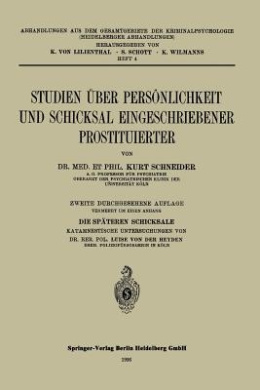 ABHANDLUNGEN AUS DEM GESAMTGEBIETE DER KRIMINALPSYCHOLOGIE
(HEIDELBERGER ABHANDLUNGEN)
HERAUSGEGEBEN VON
K. VON LILIENTHAL · S. SCHOTT · K. WILMANNS
HEFT 4
STUDIEN ÜBER PERSÖNLICHKEIT
UND SCHICKSAL EINGESCHRIEBENER
PROSTITUIERTER
VON
DR. MED. ET PHIL. KURT SCHNEIDER
A. O. PROFESSOR FÜR PSYCHIATRIE
OBERARZT DER PSYCHIATRISCHEN KLINIK DER
UNIVERSITÄT KÖLN
ZWEITE DURCHGESEHENE AUFLAGE
VERMEHRT UM EINEN ANHANG
DIE SPÄTEREN SCHICKSALE
KATAMNESTISCHE UNTERSUCHUNGEN VON
DR. RER. POL. LUISE VON DER HEYDEN
EHEM. POLIZEIFÜRSORGERIN IN KÖLN
Springer-Verlag Berlin Heidelberg GmbH
1926